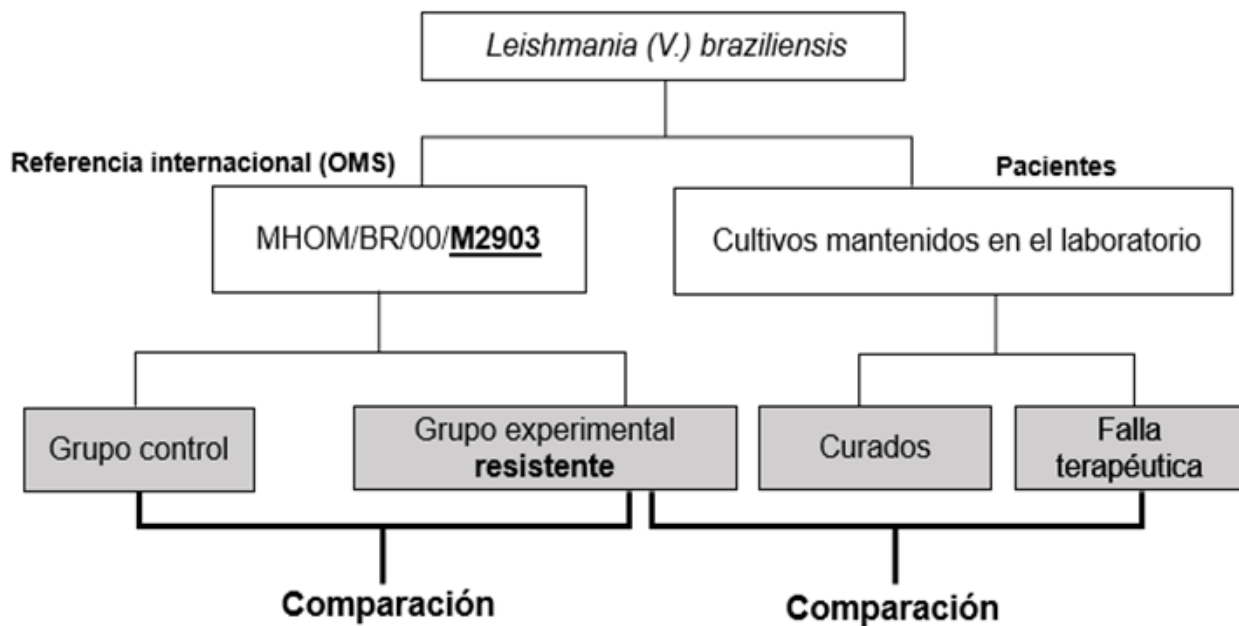 Leishmania (V.) braziliensis
Referencia internacional (OMS)
Pacientes
MHOM/BR/00/M2903
Cultivos mantenidos en el laboratorio
Grupo control
Grupo experimental
resistente
Curados
Falla
terapéutica
Comparación
Comparación